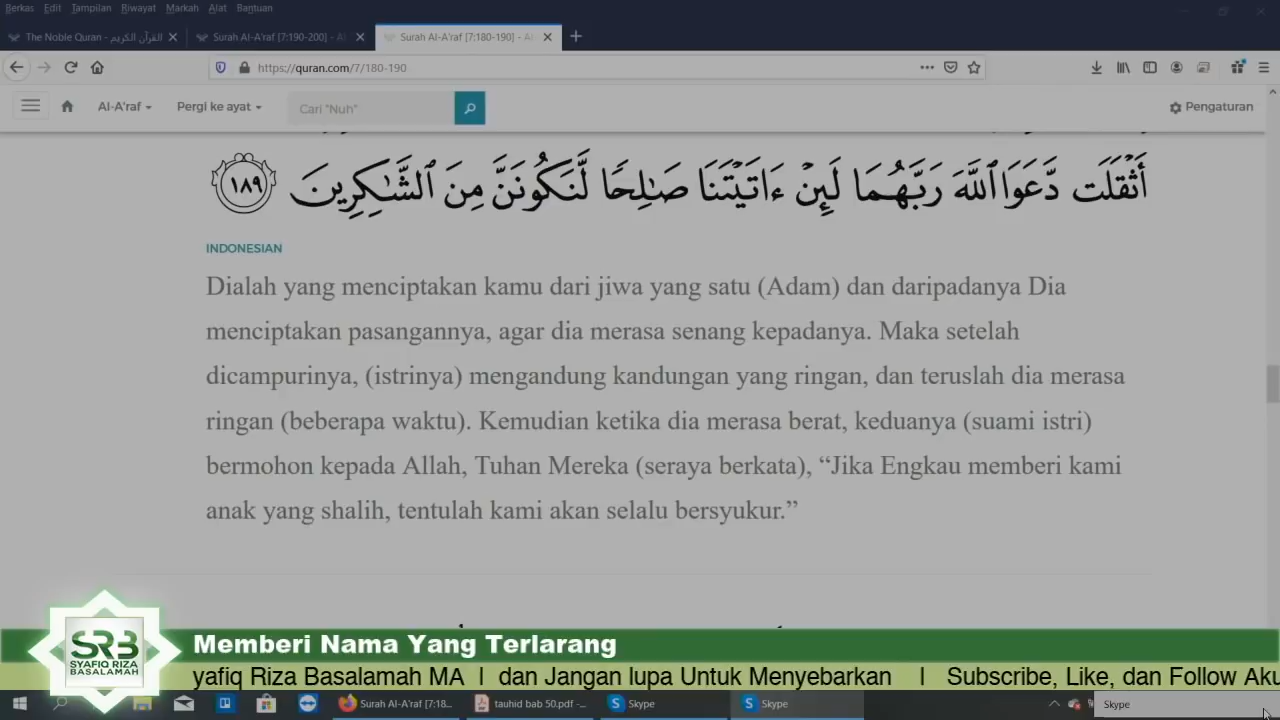 Berkas Edit Tampilan Riwayat Markah Alat Bantuan
The Noble Quran - القرآن الكريم
Surah Al-A'raf [7:190-200] - Al
Surah Al-A'raf [7:180-190] - Al
https://quran.com/7/180-190
Al-A'raf
Pergi ke ayat
Cari "Nuh"
Pengaturan
أَثْقَلَت دَّعَوَا ٱللَّهَ رَبَّهُمَا لَئِنْ ءَاتَيْتَنَا صَـٰلِحًا لَّنَكُونَنَّ مِنَ ٱلشَّـٰكِرِينَ ١٨٩
INDONESIAN
Dialah yang menciptakan kamu dari jiwa yang satu (Adam) dan daripadanya Dia
menciptakan pasangannya, agar dia merasa senang kepadanya. Maka setelah
dicampurinya, (istrinya) mengandung kandungan yang ringan, dan teruslah dia merasa
ringan (beberapa waktu). Kemudian ketika dia merasa berat, keduanya (suami istri)
bermohon kepada Allah, Tuhan Mereka (seraya berkata), “Jika Engkau memberi kami
anak yang shalih, tentulah kami akan selalu bersyukur.”
SRB
SYAFIQ RIZA
BASALAMAH
Memberi Nama Yang Terlarang
yafiq Riza Basalamah MA | dan Jangan lupa Untuk Menyebarkan | Subscribe, Like, dan Follow Aku
Surah Al-A'raf [7:18...
tauhid bab 50.pdf -...
Skype
Skype
Skype